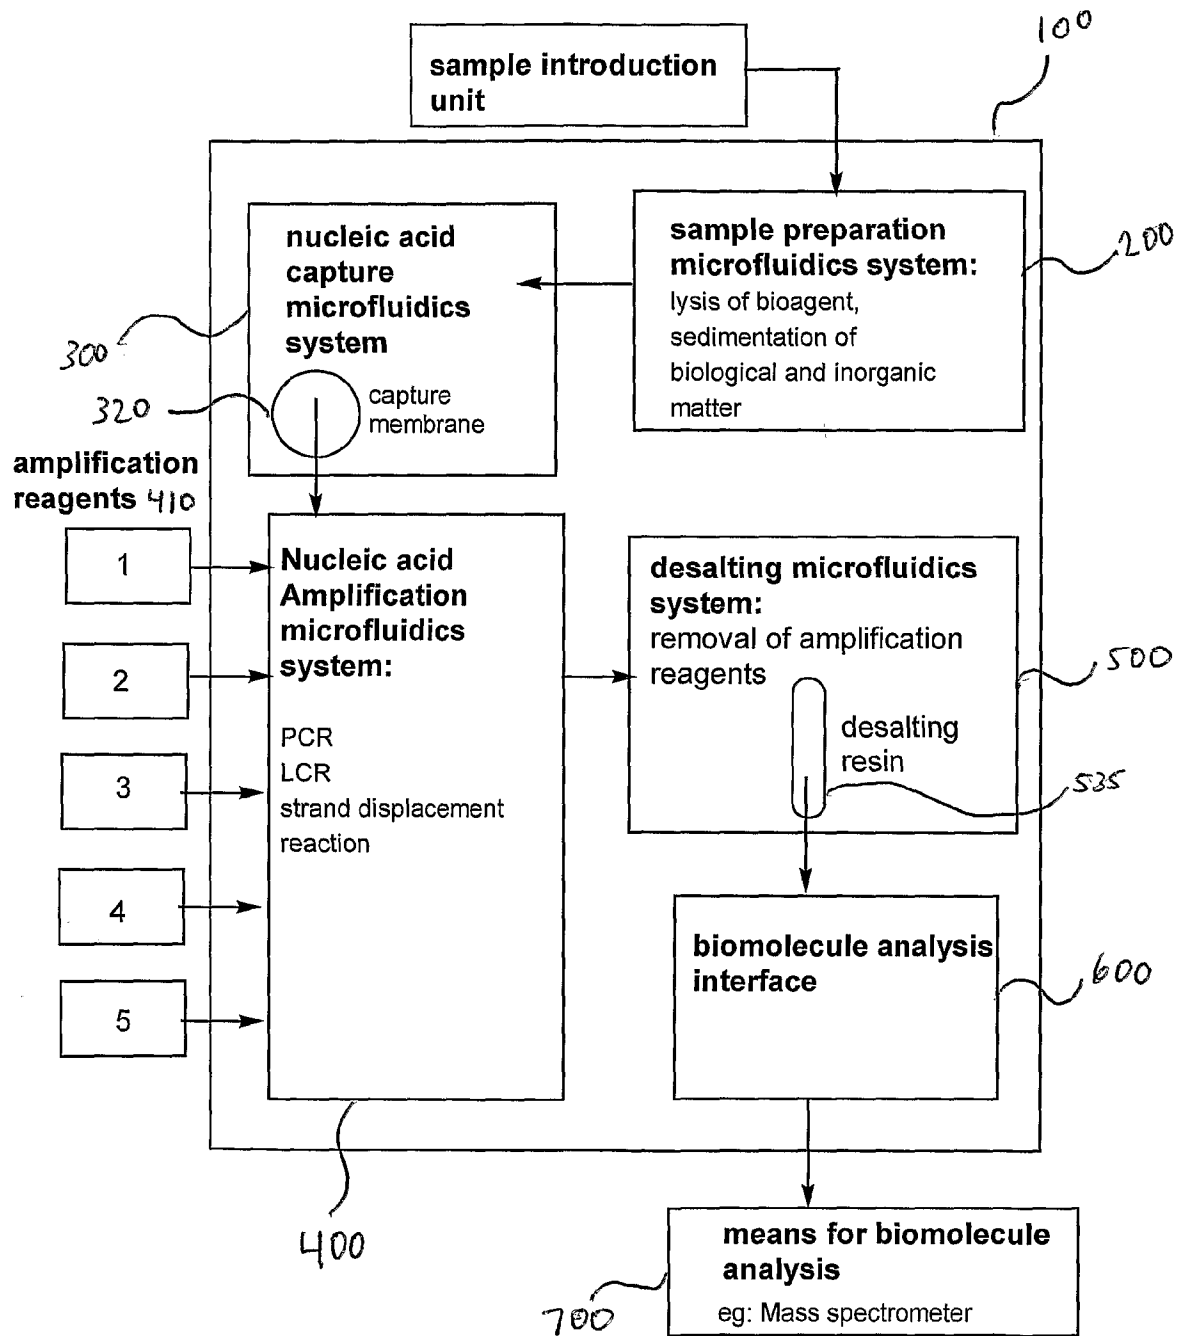 100
sample introduction
unit
sample preparation
microfluidics system:
lysis of bioagent,
sedimentation of
biological and inorganic
matter
200
nucleic acid
capture
microfluidics
system
300
320
capture
membrane
amplification
reagents 410
1
2
3
4
5
Nucleic acid
Amplification
microfluidics
system:
PCR
LCR
strand displacement
reaction
400
desalting microfluidics
system:
removal of amplification
reagents
desalting
resin
500
535
biomolecule analysis
interface
600
means for biomolecule
analysis
eg: Mass spectrometer
700